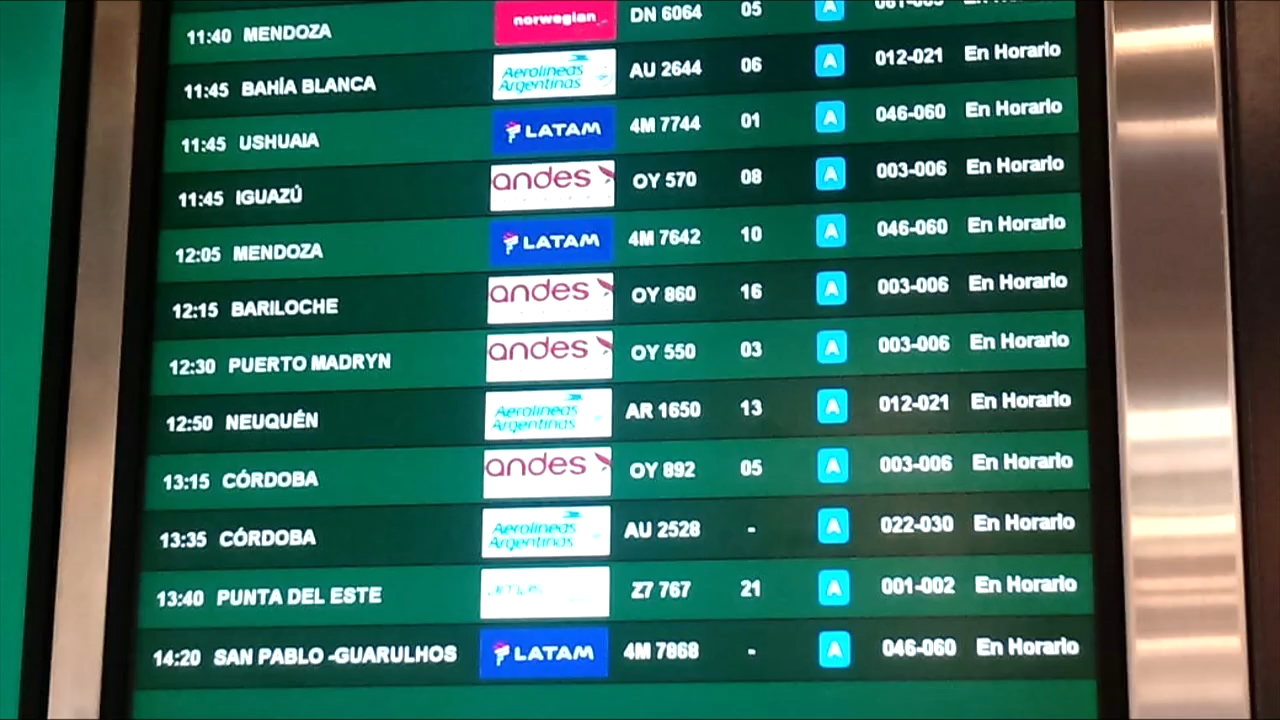 11:40 MENDOZA norwegian DN 6064 05 A
11:45 BAHÍA BLANCA Aerolíneas Argentinas AU 2644 06 A 012-021 En Horario
11:45 USHUAIA LATAM 4M 7744 01 A 046-060 En Horario
11:45 IGUAZÚ andes OY 570 08 A 003-006 En Horario
12:05 MENDOZA LATAM 4M 7642 10 A 046-060 En Horario
12:15 BARILOCHE andes OY 860 16 A 003-006 En Horario
12:30 PUERTO MADRYN andes OY 550 03 A 003-006 En Horario
12:50 NEUQUÉN Aerolíneas Argentinas AR 1650 13 A 012-021 En Horario
13:15 CÓRDOBA andes OY 892 05 A 003-006 En Horario
13:35 CÓRDOBA Aerolíneas Argentinas AU 2528 - A 022-030 En Horario
13:40 PUNTA DEL ESTE Z7 767 21 A 001-002 En Horario
14:20 SAN PABLO -GUARULHOS LATAM 4M 7868 - A 046-060 En Horario